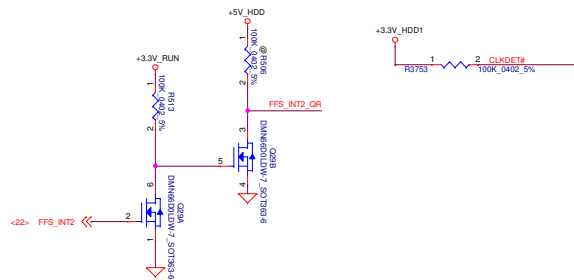 +5V_HDD
1
100K_0402_5%
@R506
2
FFS_INT2_QR
+3.3V_RUN
1
100K_0402_5%
R513
2
3
5
4
Q29B
DMN66D0LDW-7_SOT363-6
6
2
1
Q29A
DMN66D0LDW-7_SOT363-6
<22>
FFS_INT2
+3.3V_HDD1
1
R3753
2
CLKDET#
100K_0402_5%